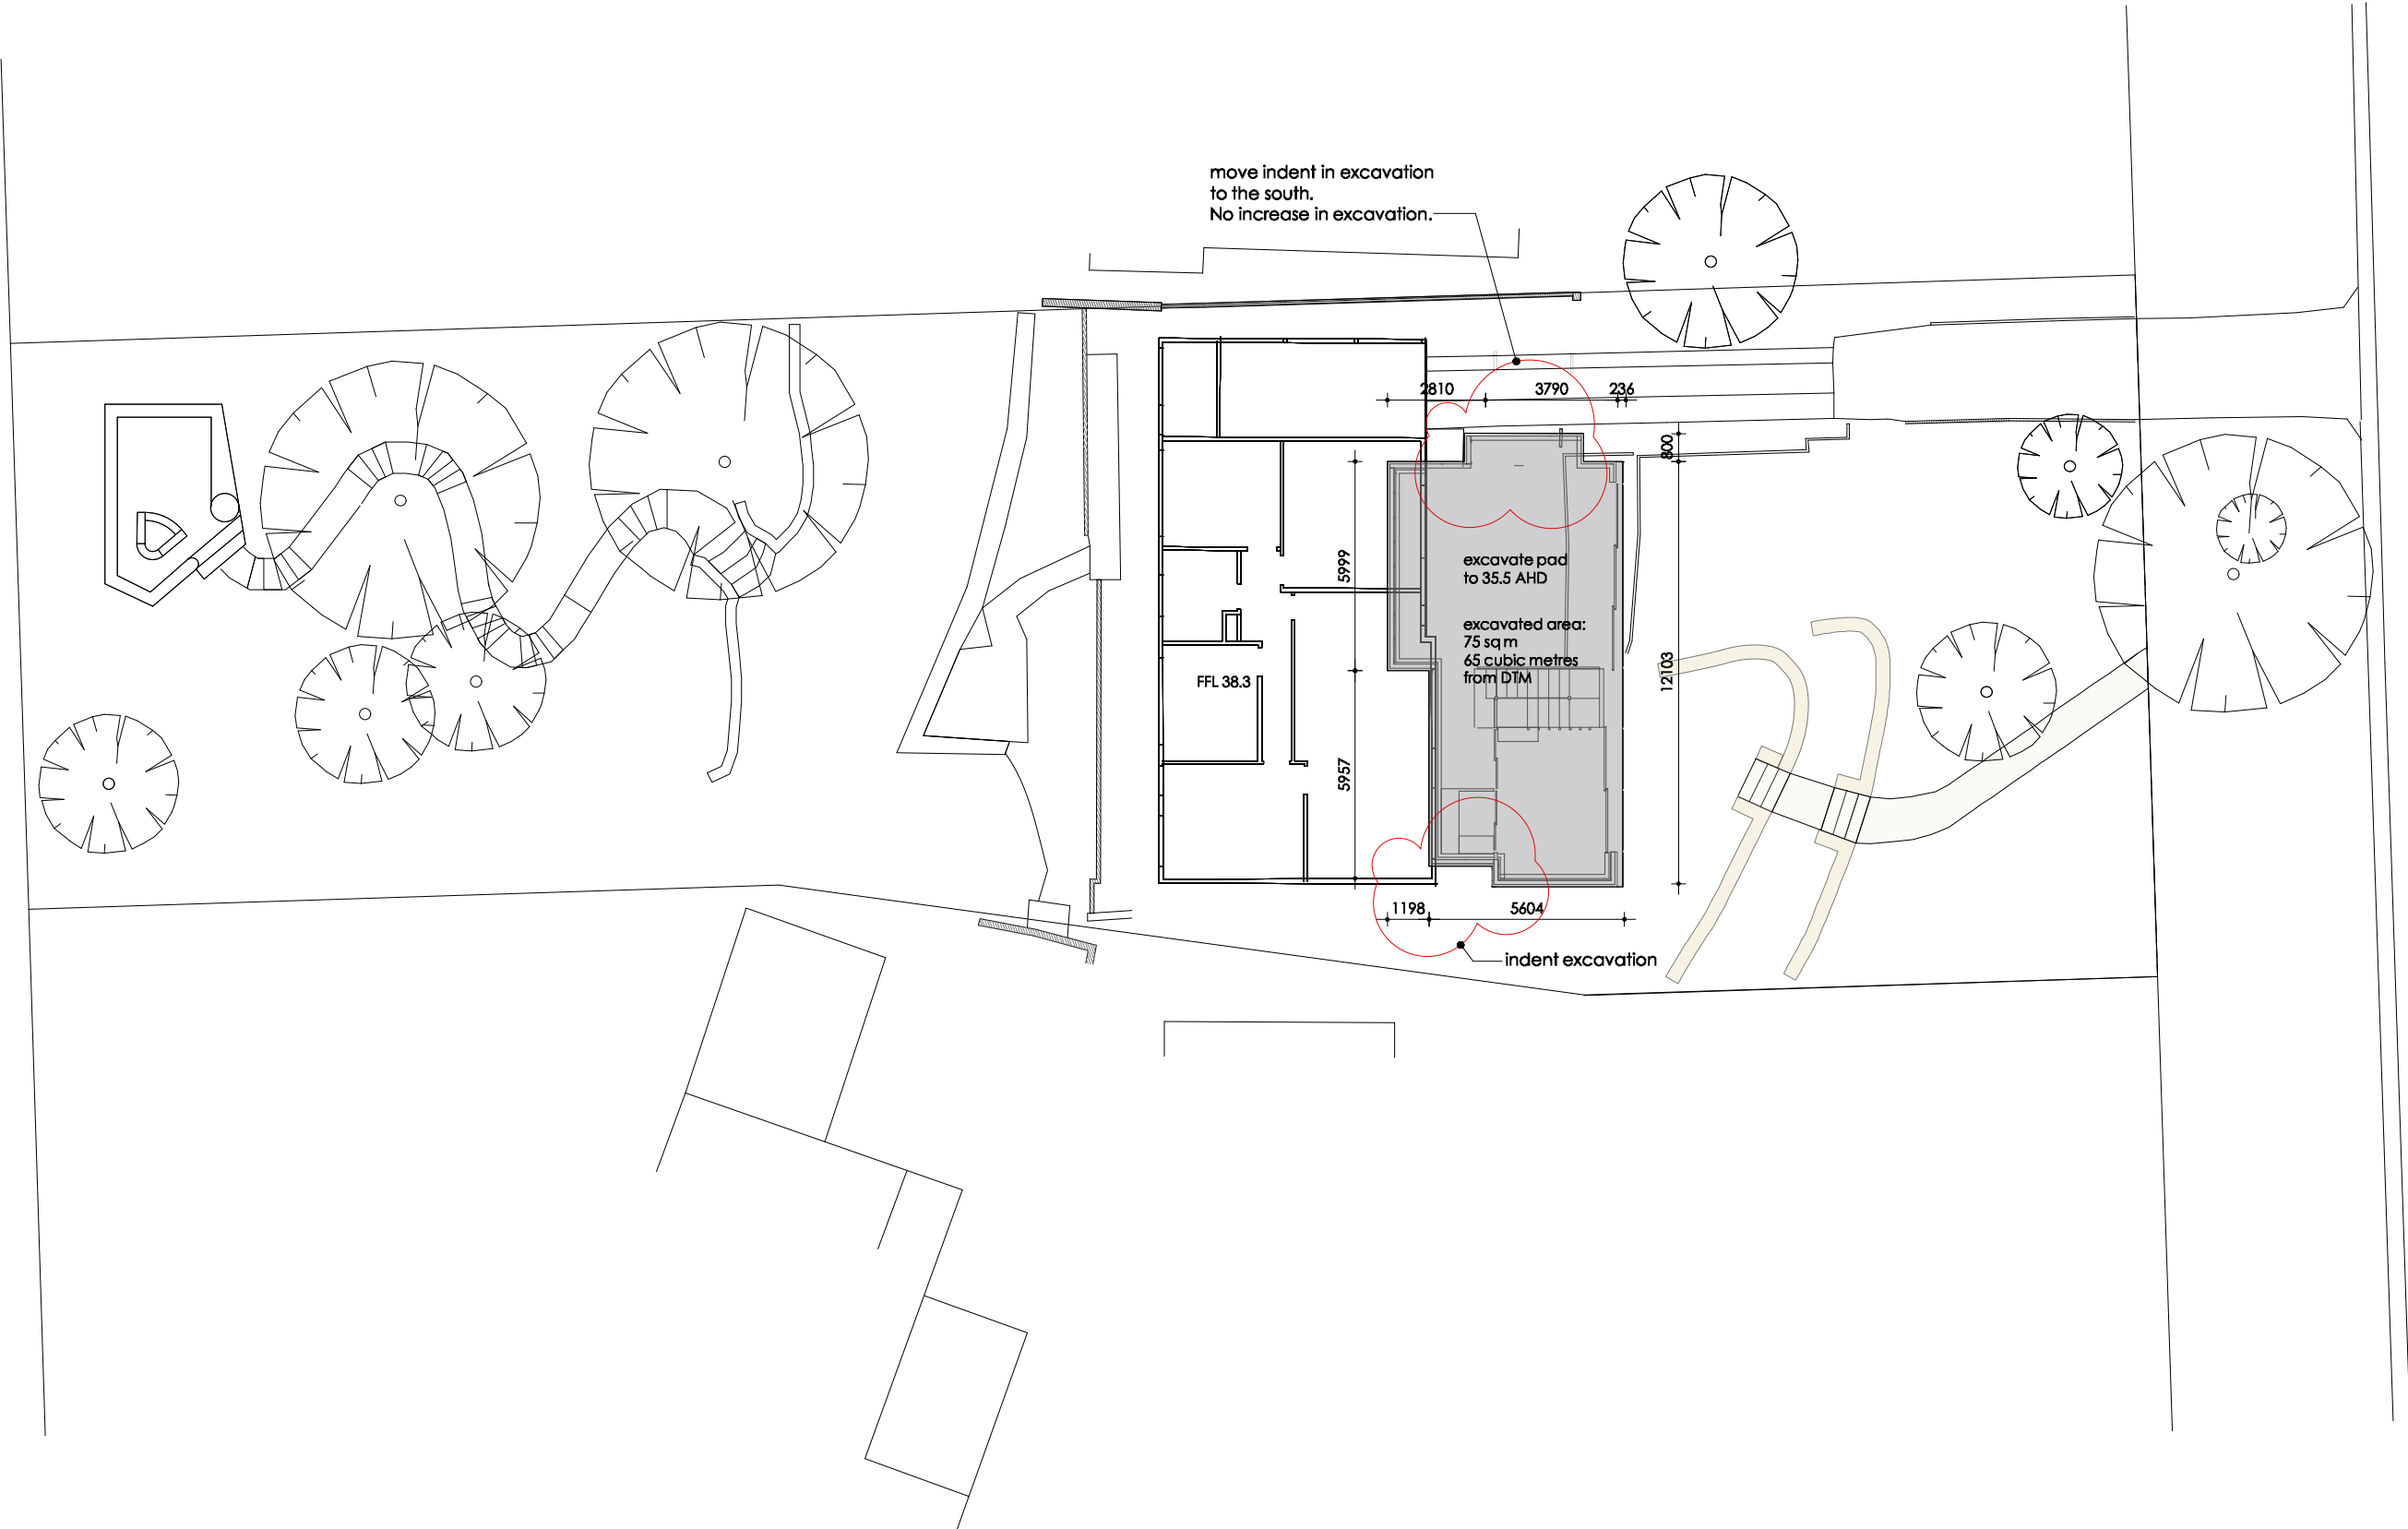 move indent in excavation
to the south.
No increase in excavation.
2810
3790
236
800
5999
excavate pad
to 35.5 AHD
excavated area:
75 sq m
65 cubic metres
from DTM
12103
FFL 38.3
5957
1198
5604
indent excavation